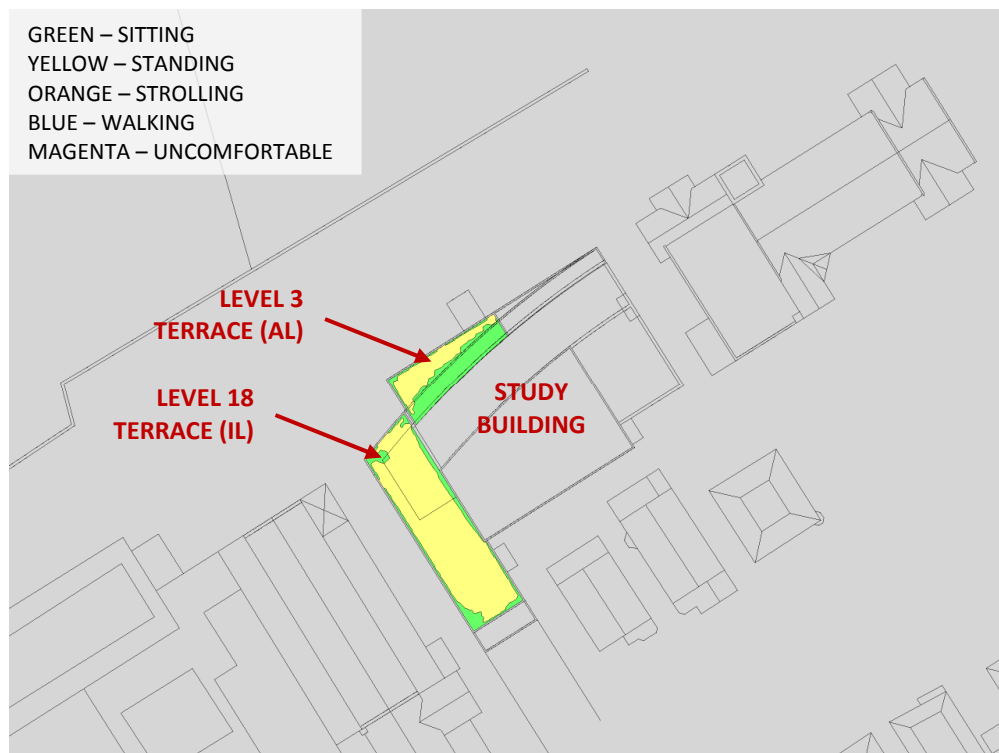 GREEN – SITTING
YELLOW – STANDING
ORANGE – STROLLING
BLUE – WALKING
MAGENTA – UNCOMFORTABLE
LEVEL 3
TERRACE (AL)
LEVEL 18
TERRACE (IL)
STUDY
BUILDING